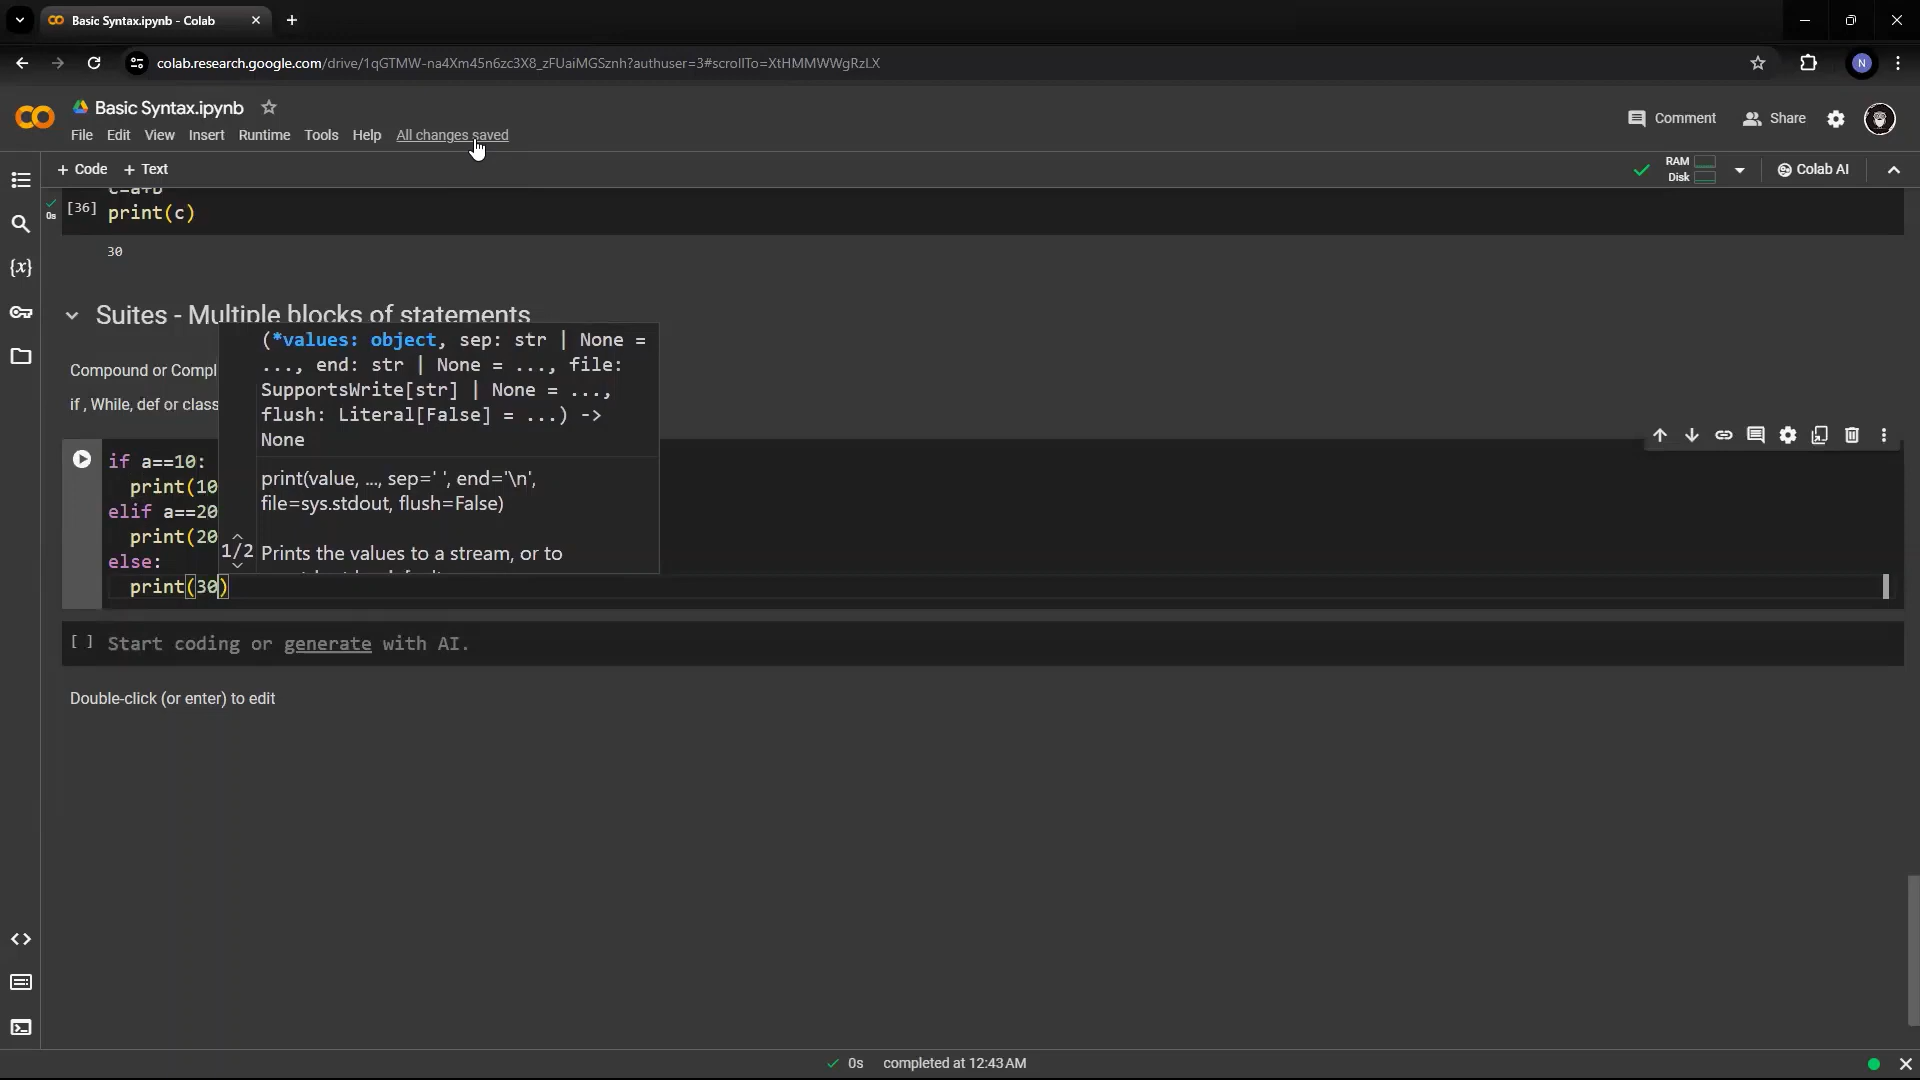 Basic Syntax.ipynb - Colab
colab.research.google.com/drive/1qGTMW-na4Xm45n6zc3X8_zFUaiMGSznh?authuser=3#scrollTo=XtHMMWWgRzLX
N
Basic Syntax.ipynb
File Edit View Insert Runtime Tools Help All changes saved
Comment Share
+ Code + Text
RAM
Disk
Colab AI
c=a+b
0s [36] print(c)
30
Suites - Multiple blocks of statements
(*values: object, sep: str | None =
..., end: str | None = ..., file:
SupportsWrite[str] | None = ...,
flush: Literal[False] = ...) ->
None
print(value, ..., sep=' ', end='\n',
file=sys.stdout, flush=False)
1/2 Prints the values to a stream, or to
Compound or Compl
if , While, def or class
if a==10:
print(10
elif a==20
print(20
else:
print(30)
[ ] Start coding or generate with AI.
Double-click (or enter) to edit
0s completed at 12:43 AM